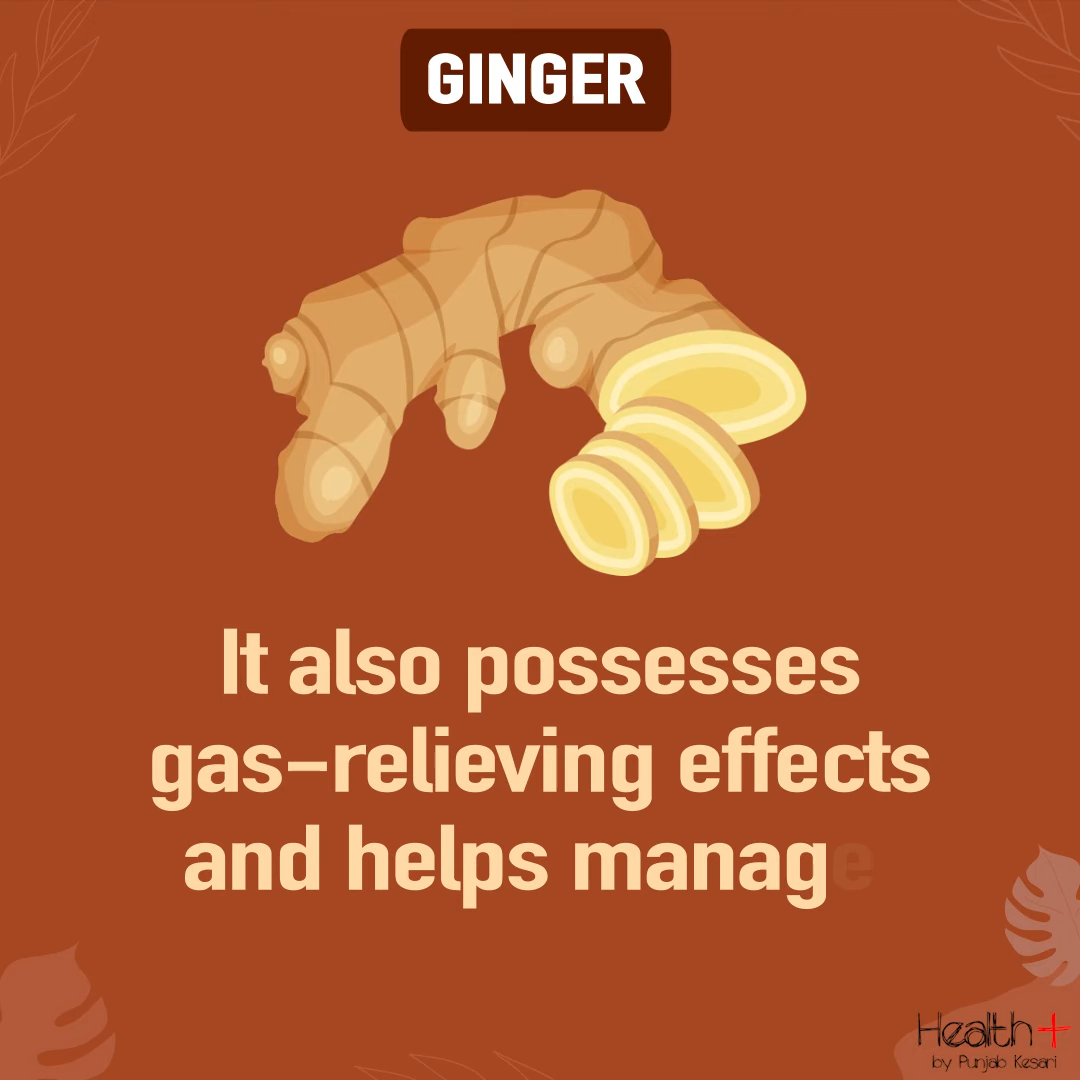 GINGER
It also possesses
gas–relieving effects
and helps manage
Health+
by Punjab Kesari